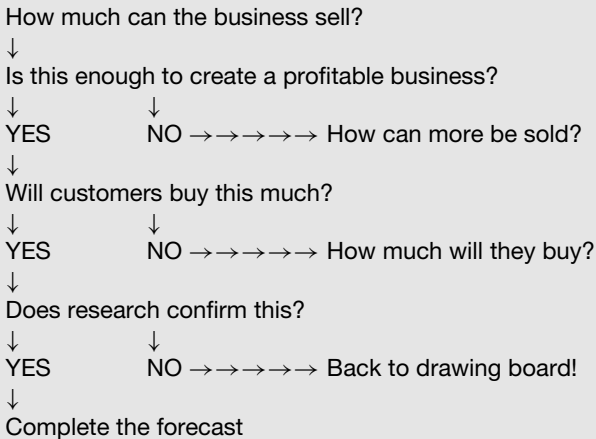 How much can the business sell?
↓
Is this enough to create a profitable business?
↓ ↓
YES NO →→→→→ How can more be sold?
↓
Will customers buy this much?
↓ ↓
YES NO →→→→→ How much will they buy?
↓
Does research confirm this?
↓ ↓
YES NO →→→→→ Back to drawing board!
↓
Complete the forecast